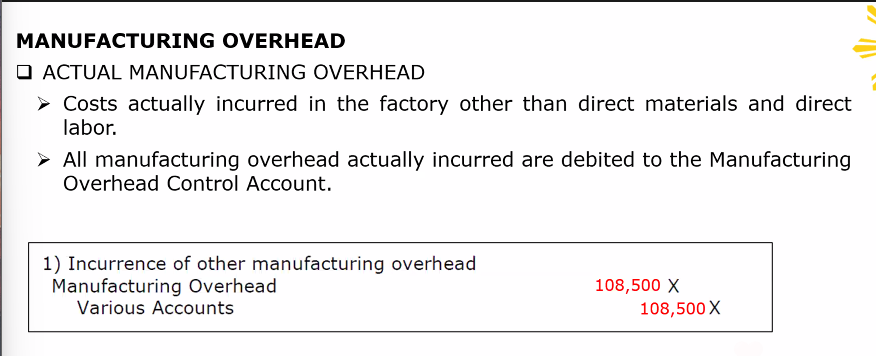 MANUFACTURING OVERHEAD
❑ ACTUAL MANUFACTURING OVERHEAD
➢ Costs actually incurred in the factory other than direct materials and direct
labor.
➢ All manufacturing overhead actually incurred are debited to the Manufacturing
Overhead Control Account.
1) Incurrence of other manufacturing overhead
Manufacturing Overhead 108,500 X
Various Accounts 108,500 X